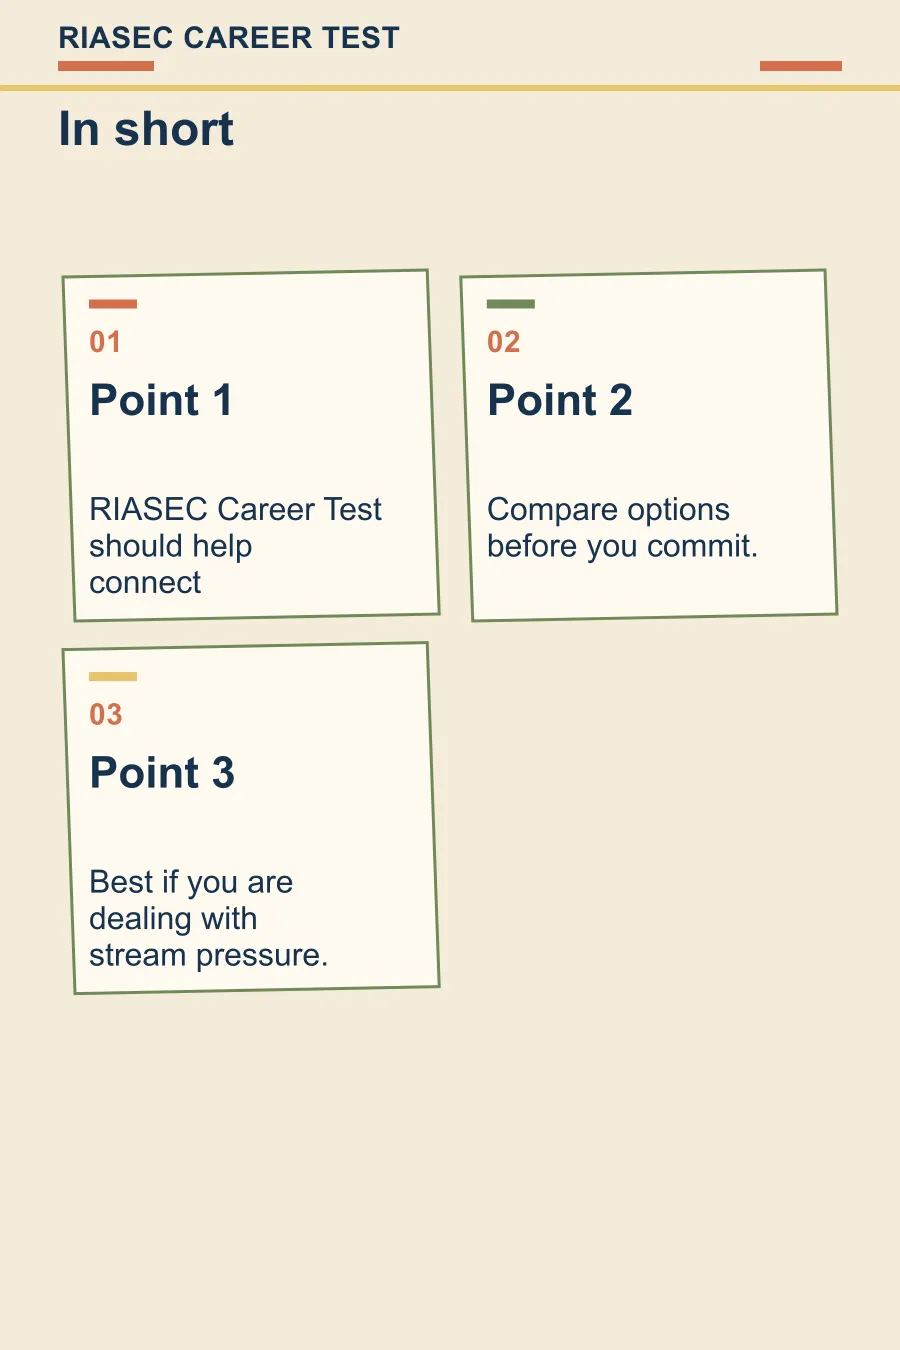 RIASEC CAREER TEST
In short
01
Point 1
RIASEC Career Test
should help
connect
02
Point 2
Compare options
before you commit.
03
Point 3
Best if you are
dealing with
stream pressure.